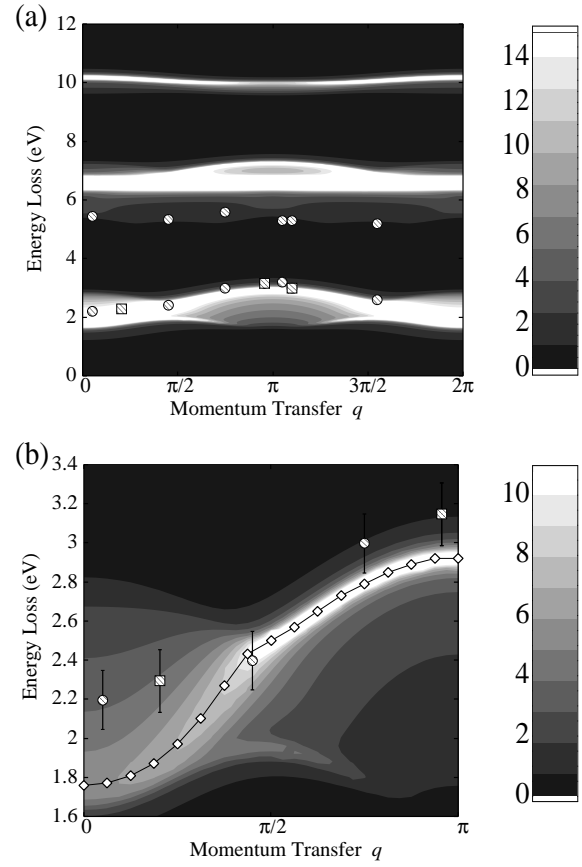 (a)
12
10
8
6
4
2
0
Energy Loss (eV)
0
π/2
π
3π/2
2π
Momentum Transfer q
14
12
10
8
6
4
2
0
(b)
3.4
3.2
3
2.8
2.6
2.4
2.2
2
1.8
1.6
Energy Loss (eV)
0
π/2
π
Momentum Transfer q
10
8
6
4
2
0